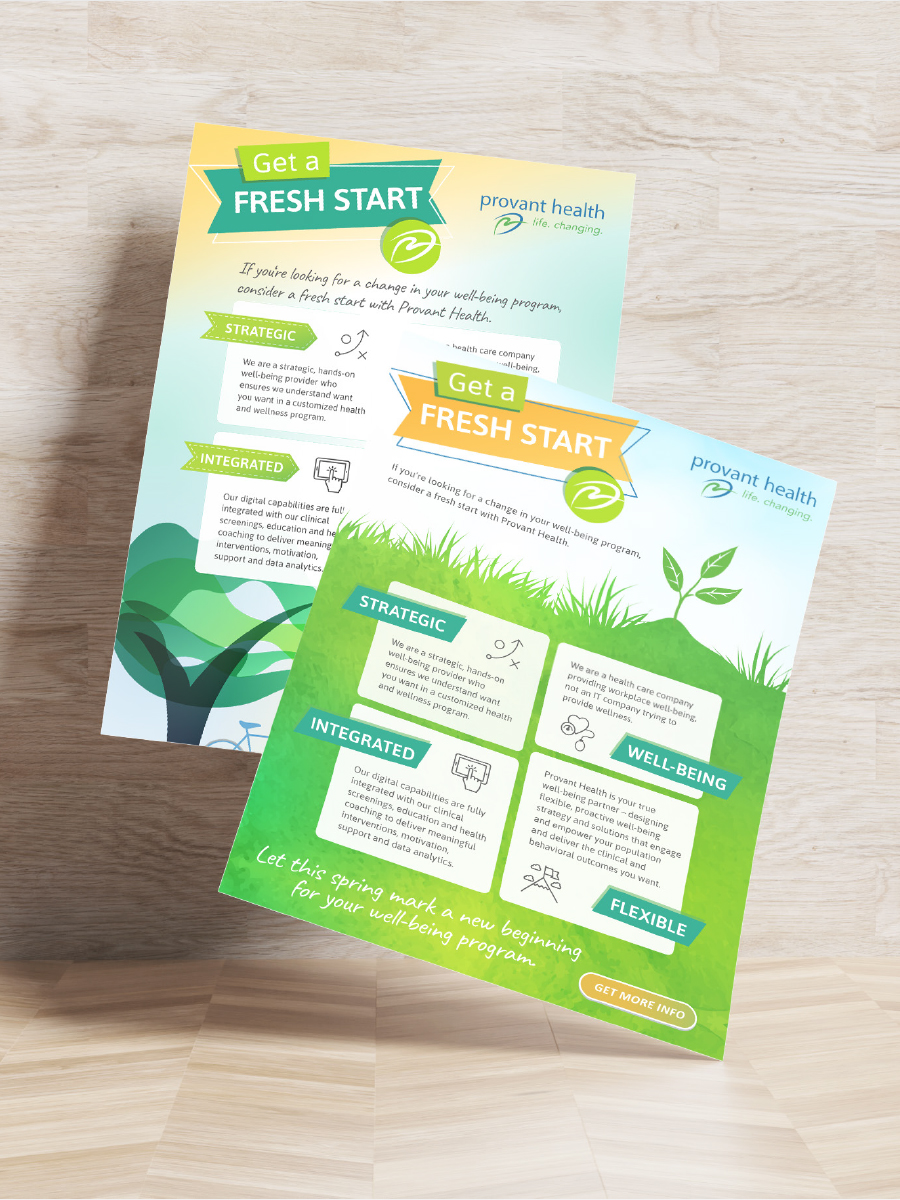 Get a
FRESH START
provant health
life. changing.
If you're looking for a change in your well-being program,
consider a fresh start with Provant Health.
STRATEGIC
We are a strategic, hands-on
well-being provider who
ensures we understand want
you want in a customized health
and wellness program.
health care company
well-being,
INTEGRATED
Our digital capabilities are full
integrated with our clinical
screenings, education and he
coaching to deliver meaning
interventions, motivation,
support and data analytics.
Get a
FRESH START
provant health
life. changing.
If you're looking for a change in your well-being program,
consider a fresh start with Provant Health.
STRATEGIC
We are a strategic, hands-on
well-being provider who
ensures we understand want
you want in a customized health
and wellness program.
We are a health care company
providing workplace well-being,
not an IT company trying to
provide wellness.
WELL-BEING
INTEGRATED
Our digital capabilities are fully
integrated with our clinical
screenings, education and health
coaching to deliver meaningful
interventions, motivation,
support and data analytics.
Provant Health is your true
well-being partner – designing
flexible, proactive well-being
strategy and solutions that engage
and empower your population
and deliver the clinical and
behavioral outcomes you want.
FLEXIBLE
Let this spring mark a new beginning
for your well-being program.
GET MORE INFO